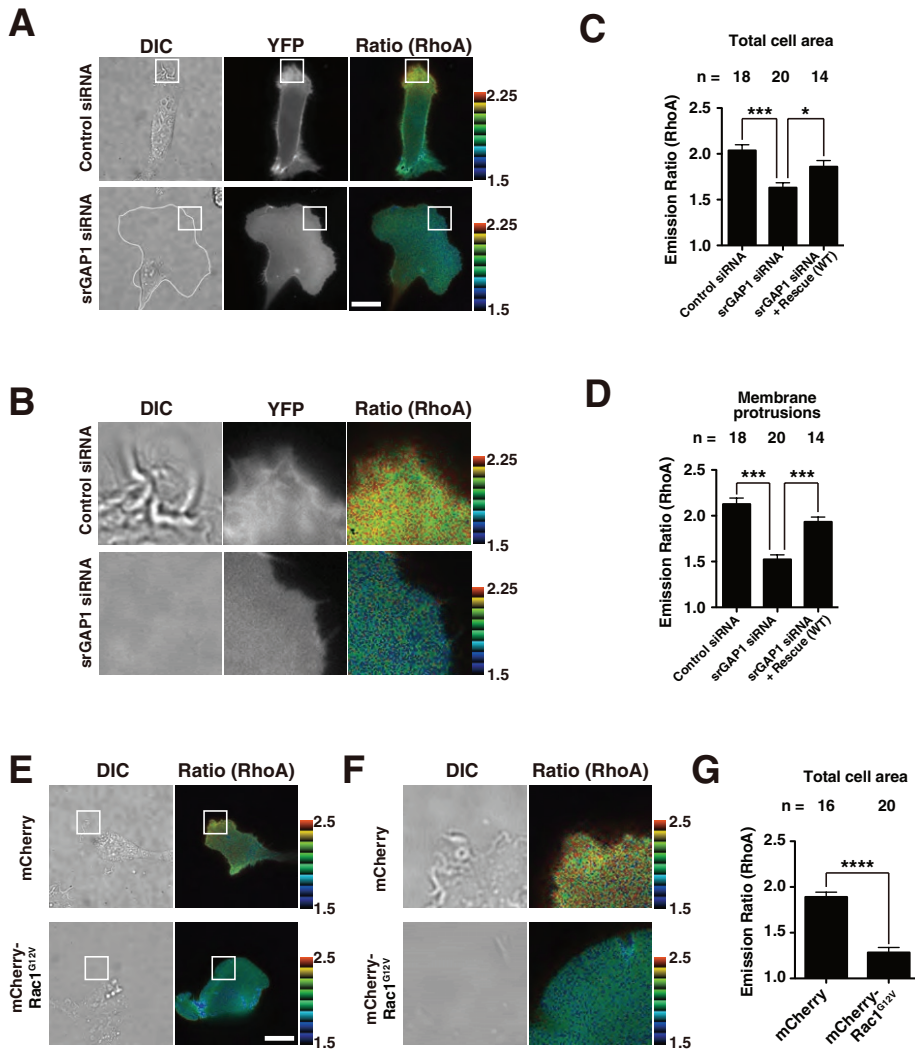 A
DIC YFP Ratio (RhoA)
Control siRNA
2.25
1.5
srGAP1 siRNA
2.25
1.5
C
Total cell area
n = 18 20 14
Emission Ratio (RhoA)
2.5
2.0
1.5
1.0
*** *
Control siRNA
srGAP1 siRNA
srGAP1 siRNA
+ Rescue (WT)
B
DIC YFP Ratio (RhoA)
Control siRNA
2.25
1.5
srGAP1 siRNA
2.25
1.5
D
Membrane
protrusions
n = 18 20 14
Emission Ratio (RhoA)
2.5
2.0
1.5
1.0
*** ***
Control siRNA
srGAP1 siRNA
srGAP1 siRNA
+ Rescue (WT)
E
DIC Ratio (RhoA)
mCherry
2.5
1.5
mCherry-
Rac1G12V
2.5
1.5
F
DIC Ratio (RhoA)
mCherry
2.5
1.5
mCherry-
Rac1G12V
2.5
1.5
G
Total cell area
n = 16 20
Emission Ratio (RhoA)
2.5
2.0
1.5
1.0
****
mCherry
mCherry-
Rac1G12V